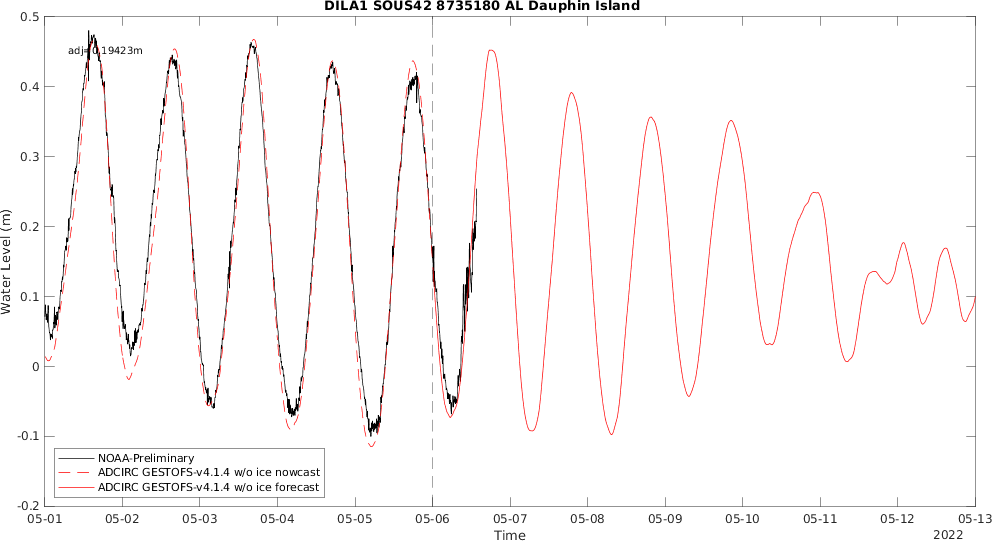 DILA1 SOUS42 8735180 AL Dauphin Island
adj=0.19423m
0.5
0.4
0.3
0.2
0.1
0
-0.1
-0.2
Water Level (m)
NOAA-Preliminary
ADCIRC GESTOFS-v4.1.4 w/o ice nowcast
ADCIRC GESTOFS-v4.1.4 w/o ice forecast
05-01 05-02 05-03 05-04 05-05 05-06 05-07 05-08 05-09 05-10 05-11 05-12 05-13
Time
2022